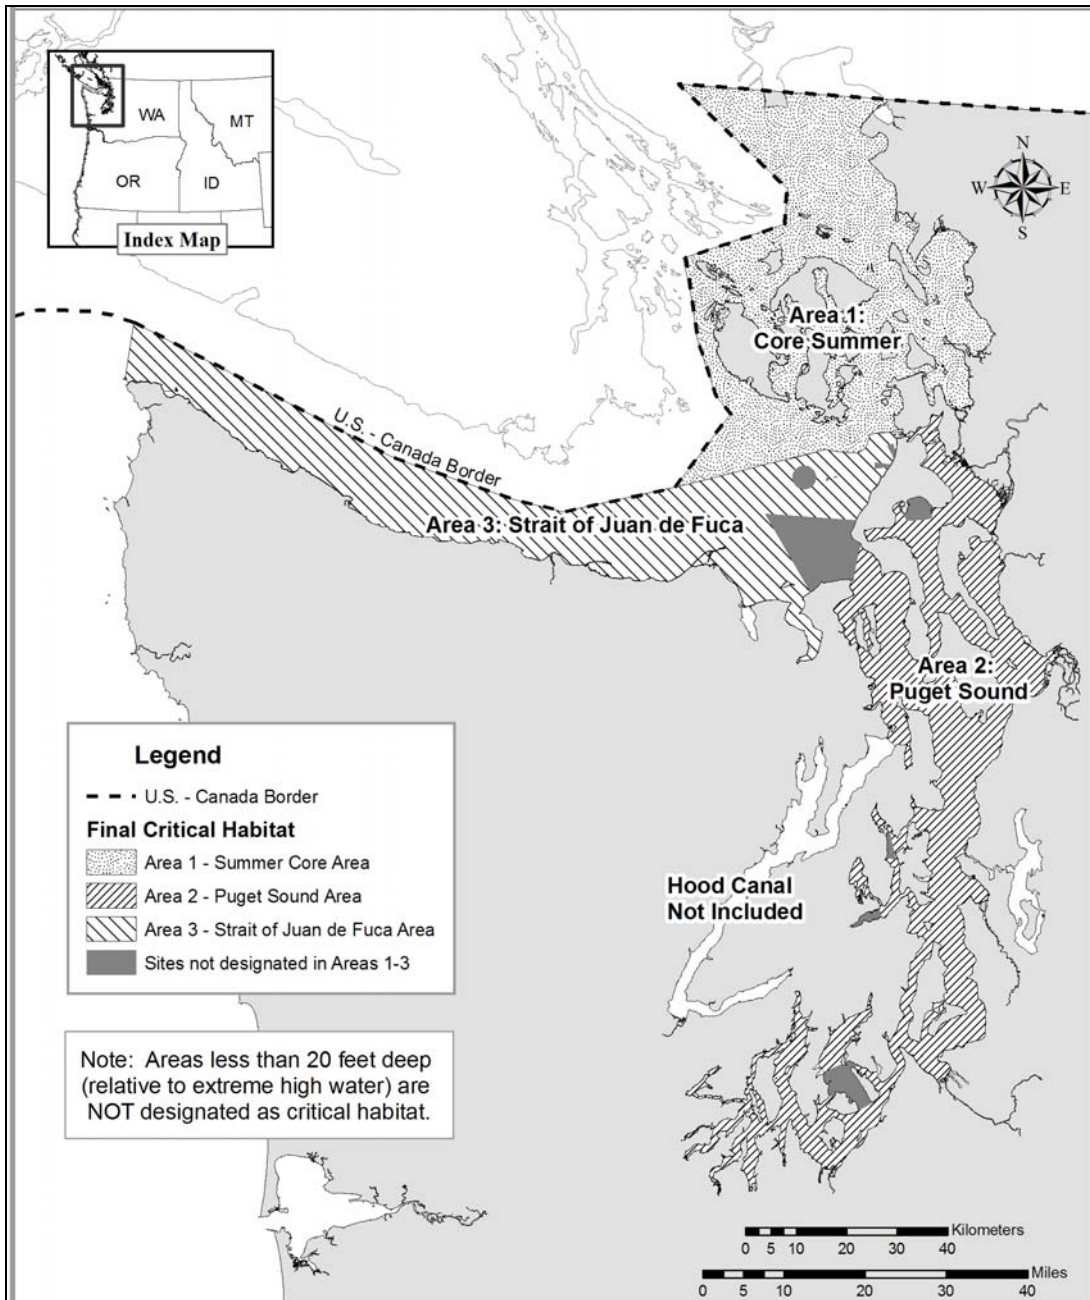 WA
MT
OR
ID
Index Map
N
W
E
S
Area 1:
Core Summer
U.S. - Canada Border
Area 3: Strait of Juan de Fuca
Area 2:
Puget Sound
Hood Canal
Not Included
Legend
U.S. - Canada Border
Final Critical Habitat
Area 1 - Summer Core Area
Area 2 - Puget Sound Area
Area 3 - Strait of Juan de Fuca Area
Sites not designated in Areas 1-3
Note: Areas less than 20 feet deep
(relative to extreme high water) are
NOT designated as critical habitat.
Kilometers
0 5 10 20 30 40
Miles
0 5 10 20 30 40